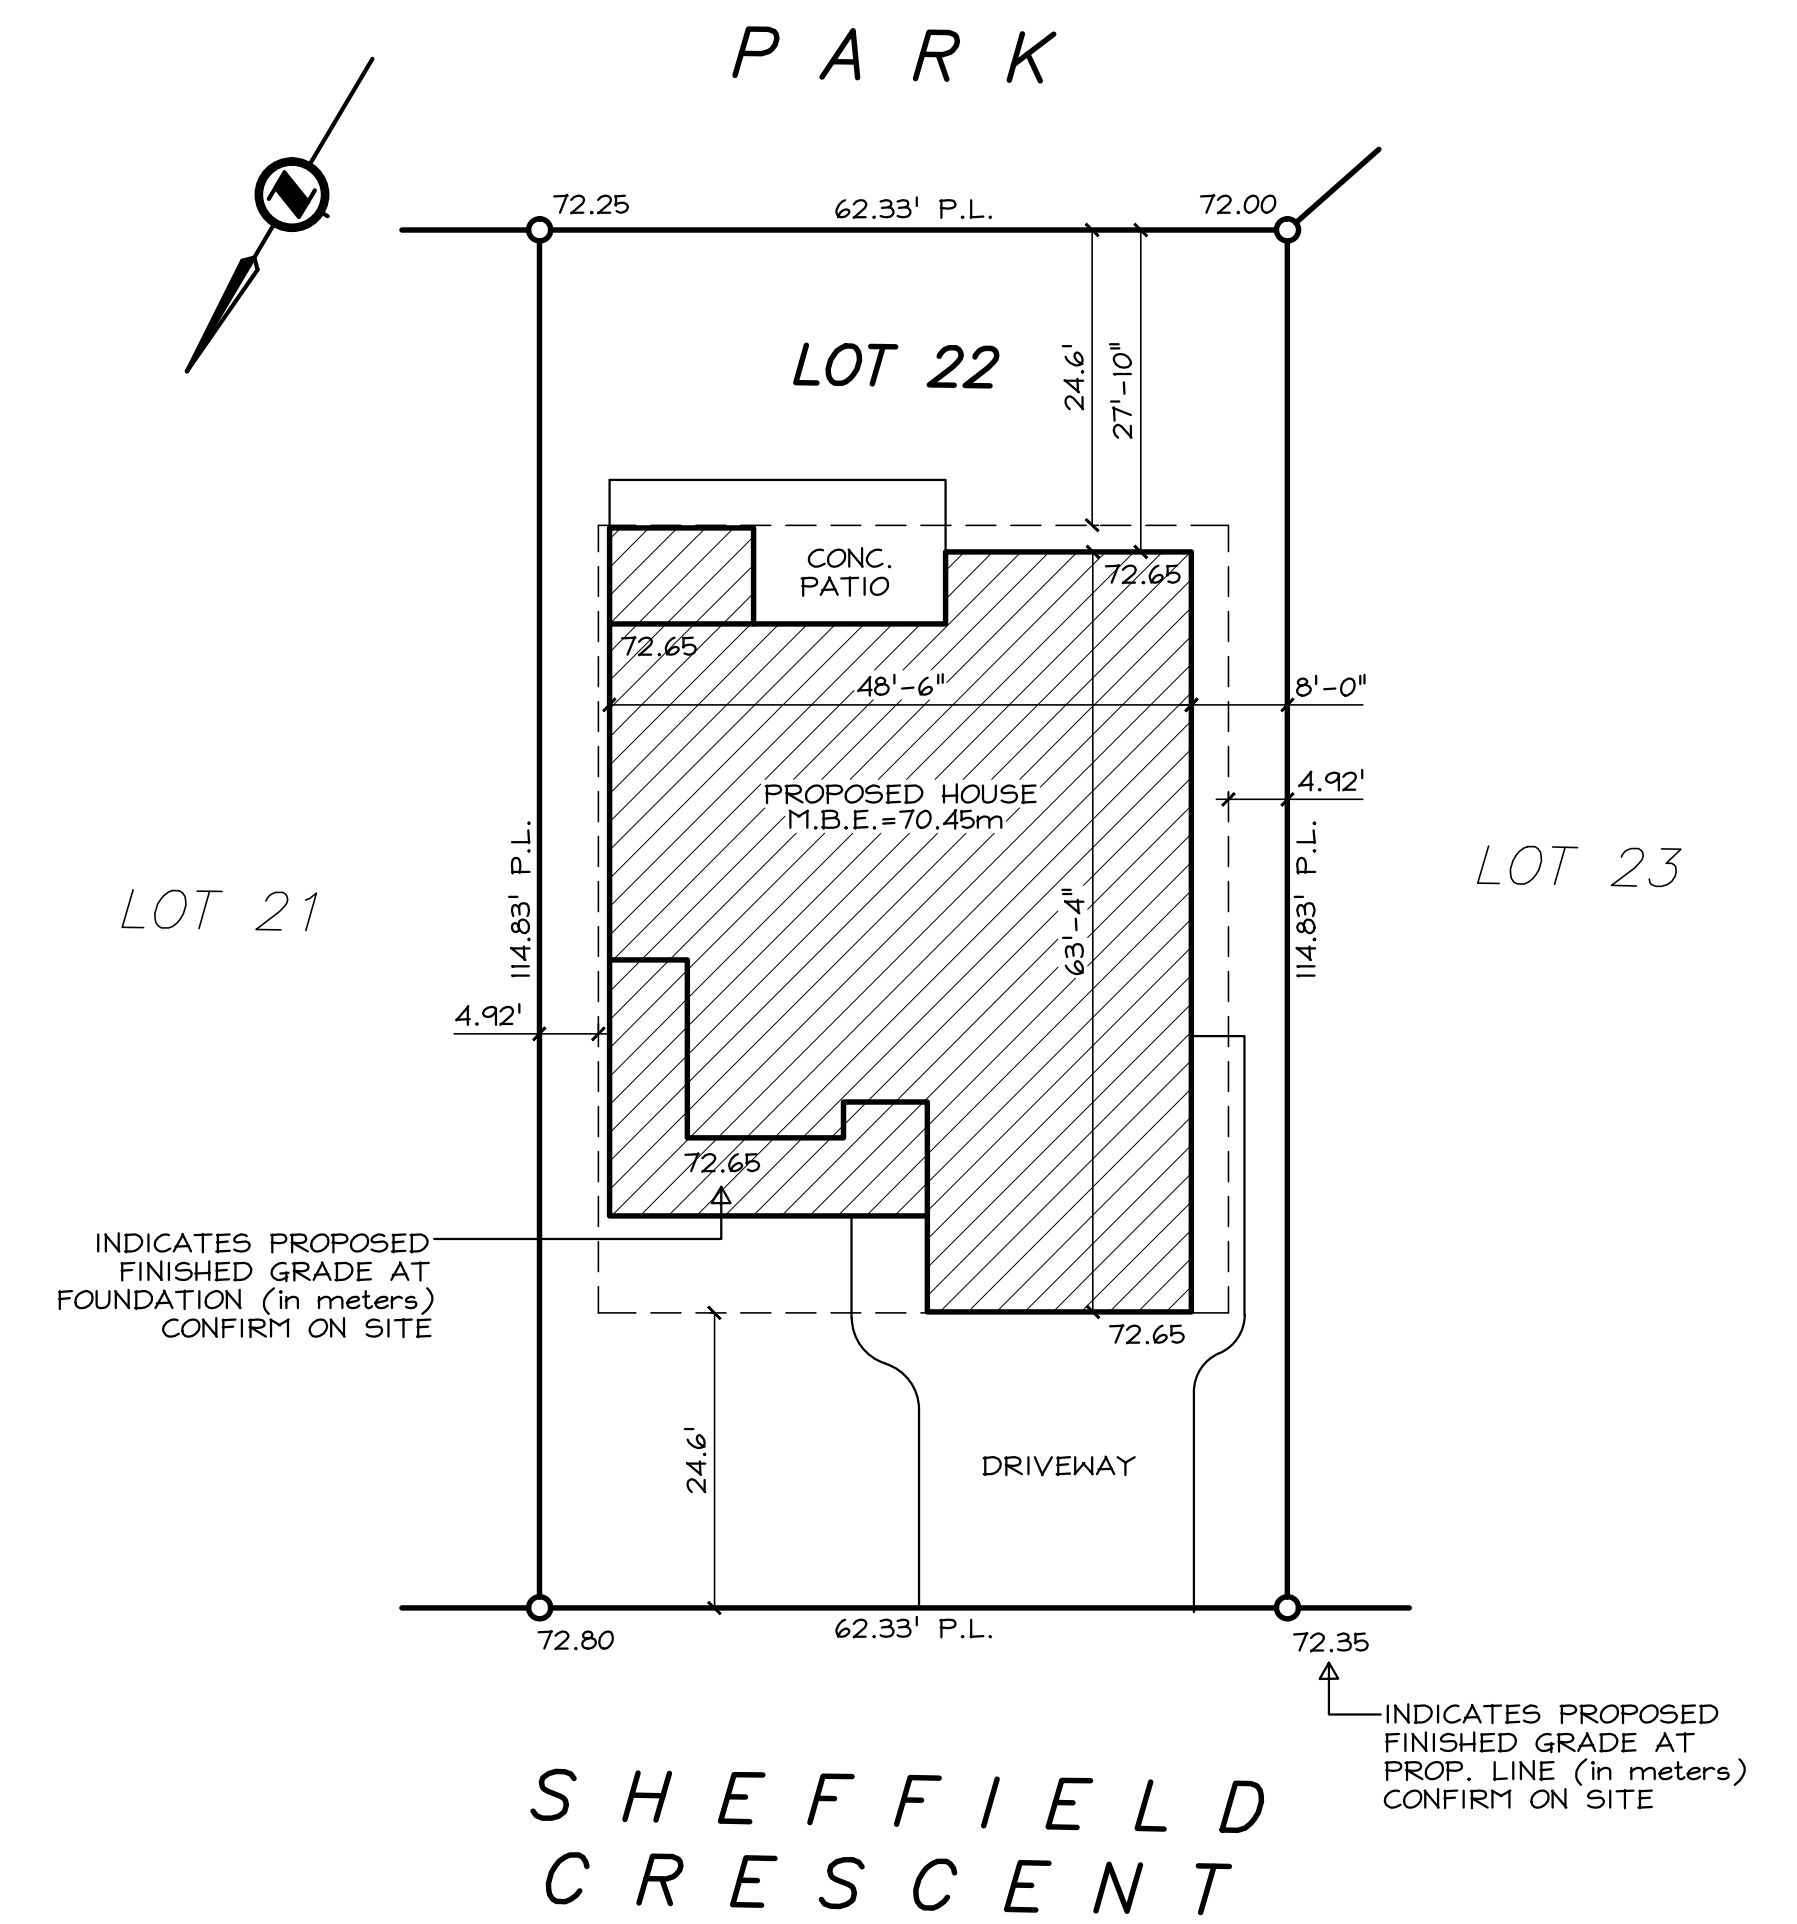 PARK
N
72.25
62.33' P.L.
72.00
LOT 22
24.6'
27'-10"
CONC.
PATIO
72.65
72.65
48'-6"
8'-0"
4.92'
PROPOSED HOUSE
M.B.E.=70.45m
114.83' P.L.
63'-4"
114.83' P.L.
LOT 21
LOT 23
4.92'
72.65
INDICATES PROPOSED
FINISHED GRADE AT
FOUNDATION (in meters)
CONFIRM ON SITE
72.65
24.6'
DRIVEWAY
72.80
62.33' P.L.
72.35
INDICATES PROPOSED
FINISHED GRADE AT
PROP. LINE (in meters)
CONFIRM ON SITE
SHEFFIELD
CRESCENT